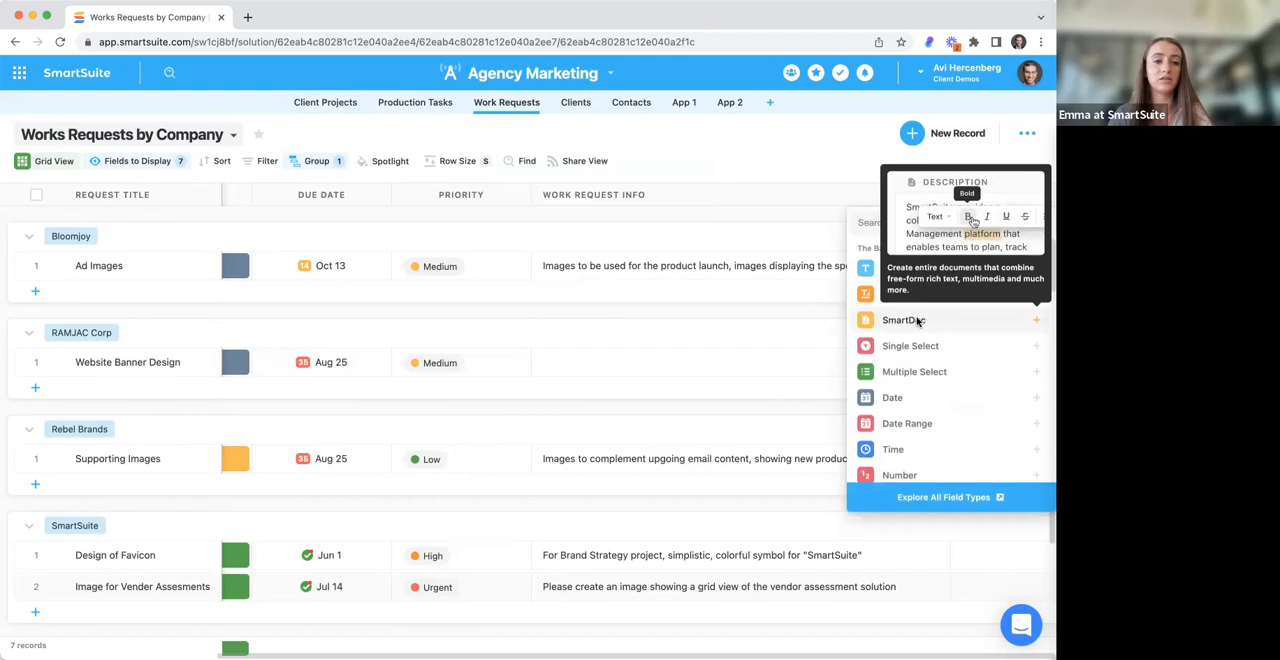 Works Requests by Company
app.smartsuite.com/sw1cj8bf/solution/62eab4c80281c12e040a2ee4/62eab4c80281c12e040a2ee7/62eab4c80281c12e040a2f1c
2
SmartSuite
Agency Marketing
Avi Hercenberg
Client Demos
Emma at SmartSuite
Client Projects
Production Tasks
Work Requests
Clients
Contacts
App 1
App 2
Works Requests by Company
New Record
Grid View
Fields to Display 7
Sort
Filter
Group 1
Spotlight
Row Size S
Find
Share View
REQUEST TITLE
DUE DATE
PRIORITY
WORK REQUEST INFO
Bloomjoy
1 Ad Images 14 Oct 13 Medium Images to be used for the product launch, images displaying the spe
RAMJAC Corp
1 Website Banner Design 35 Aug 25 Medium
Rebel Brands
1 Supporting Images 35 Aug 25 Low Images to complement upgoing email content, showing new produc
SmartSuite
1 Design of Favicon Jun 1 High For Brand Strategy project, simplistic, colorful symbol for "SmartSuite"
2 Image for Vender Assesments Jul 14 Urgent Please create an image showing a grid view of the vendor assessment solution
7 records
DESCRIPTION
Bold
Text B I U S
Management platform that
enables teams to plan, track
Create entire documents that combine
free-form rich text, multimedia and much
more.
Sear
The Ba
SmartDoc
Single Select
Multiple Select
Date
Date Range
Time
Number
Explore All Field Types